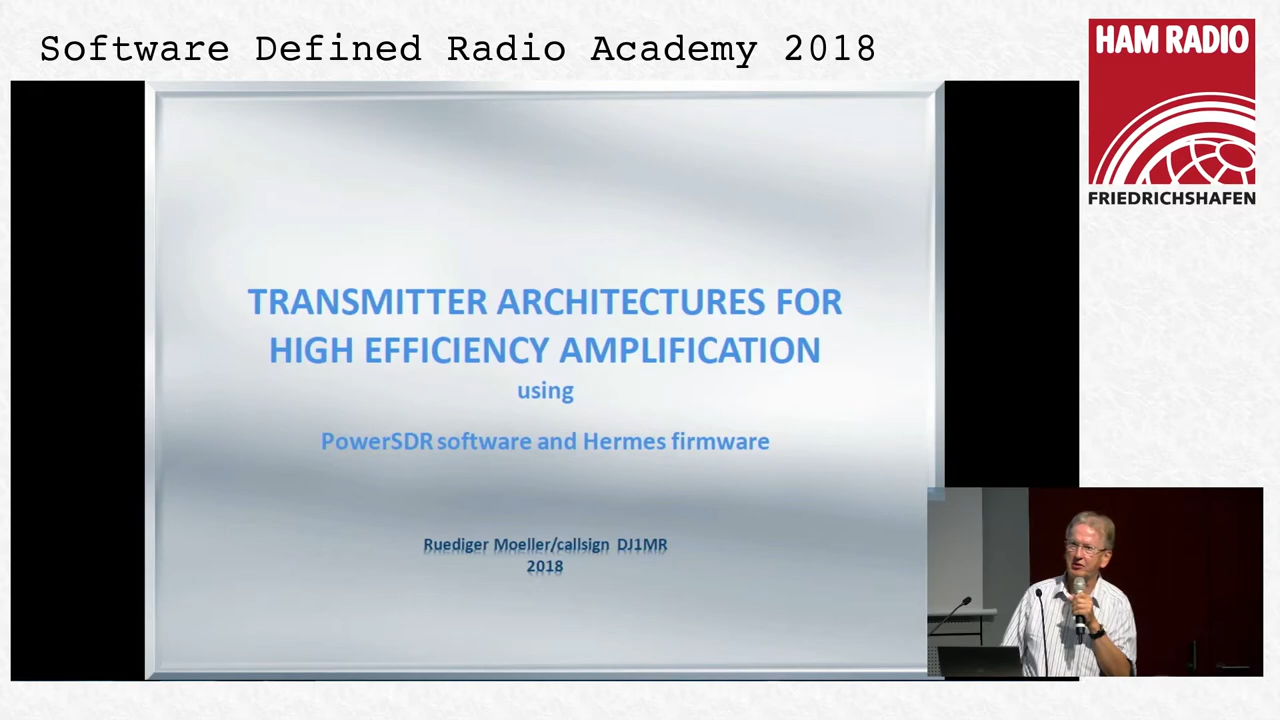 Software Defined Radio Academy 2018
HAM RADIO
FRIEDRICHSHAFEN
TRANSMITTER ARCHITECTURES FOR
HIGH EFFICIENCY AMPLIFICATION
using
PowerSDR software and Hermes firmware
Ruediger Moeller/callsign DJ1MR
2018